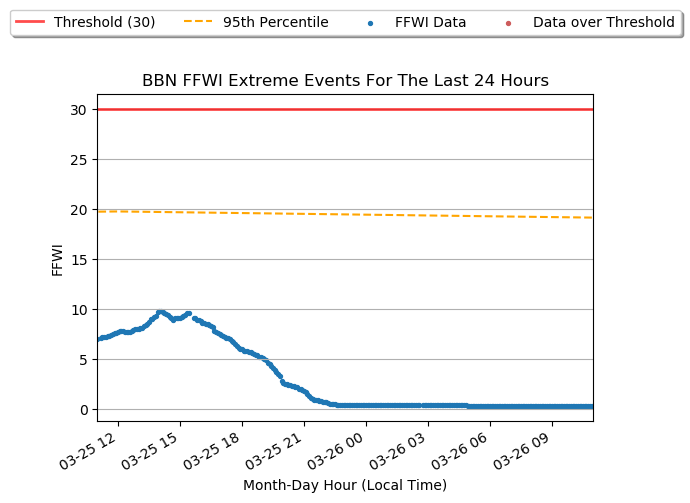 Threshold (30) 95th Percentile FFWI Data Data over Threshold
BBN FFWI Extreme Events For The Last 24 Hours
30
25
20
15
10
5
0
FFWI
03-25 12 03-25 15 03-25 18 03-25 21 03-26 00 03-26 03 03-26 06 03-26 09
Month-Day Hour (Local Time)